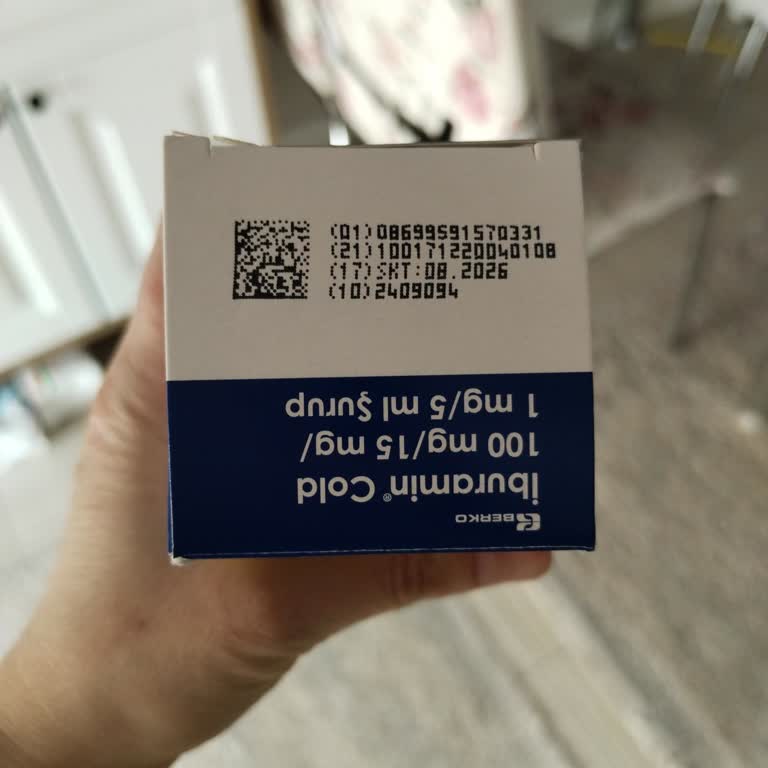 (01)08699591570331
(21)100171220040108
(17)SKT:08.2026
(10)2409094
BERKO
İburamin® Cold
100 mg/15 mg/
1 mg/5 ml Şurup